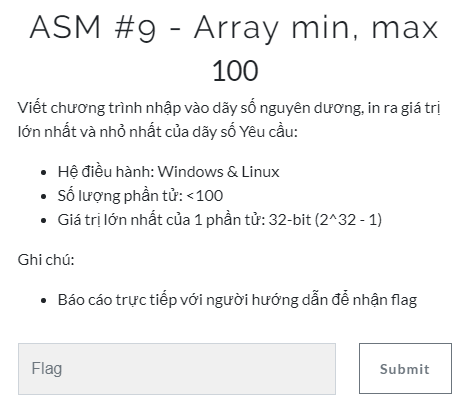 ASM #9 - Array min, max
100
Viết chương trình nhập vào dãy số nguyên dương, in ra giá trị
lớn nhất và nhỏ nhất của dãy số Yêu cầu:
• Hệ điều hành: Windows & Linux
• Số lượng phần tử: <100
• Giá trị lớn nhất của 1 phần tử: 32-bit (2^32 - 1)
Ghi chú:
• Báo cáo trực tiếp với người hướng dẫn để nhận flag
Flag
Submit